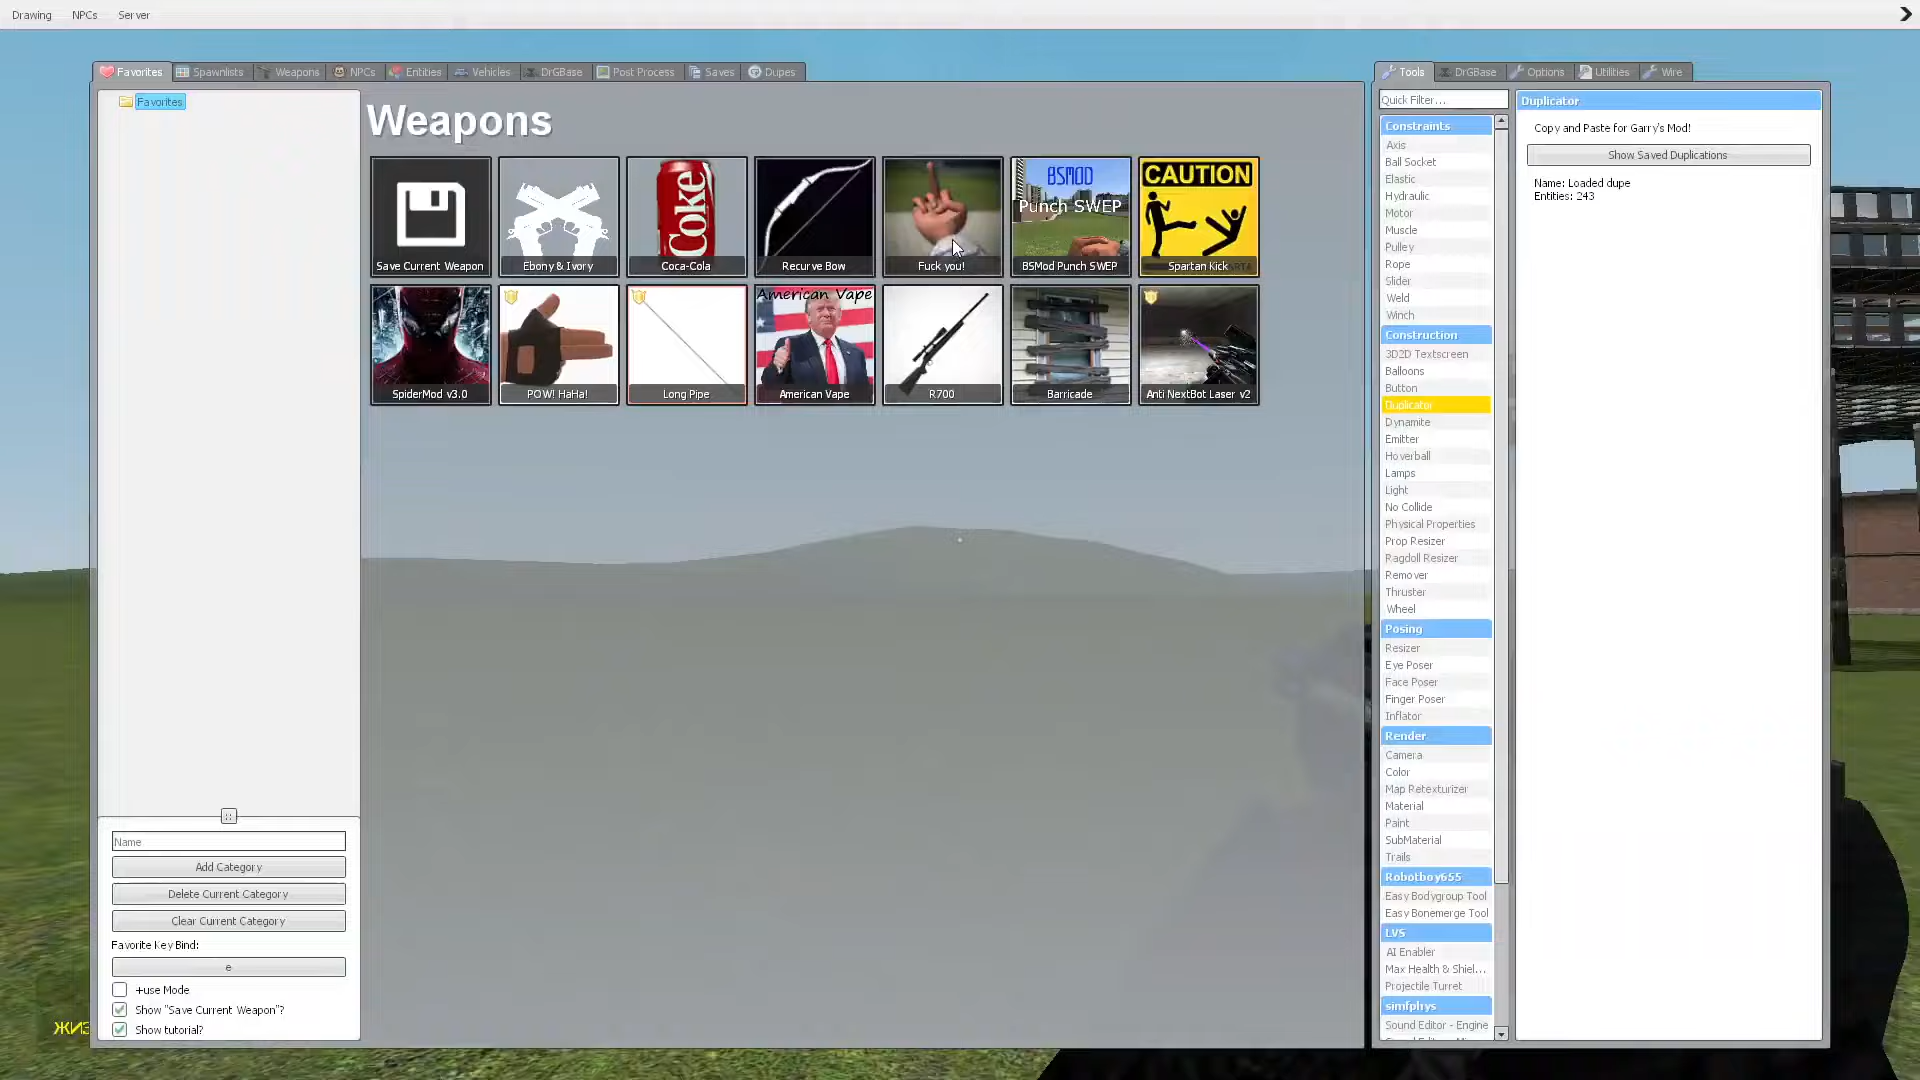 Drawing NPCs Server
Favorites Spawnlists Weapons NPCs Entities Vehicles DrGBase Post Process Saves Dupes
Favorites
Name
Add Category
Delete Current Category
Clear Current Category
Favorite Key Bind:
e
+use Mode
Show "Save Current Weapon"?
Show tutorial?
Weapons
Save Current Weapon
Ebony & Ivory
Coke
Coca-Cola
Recurve Bow
Fuck you!
BSMOD
Punch SWEP
BSMod Punch SWEP
CAUTION
Spartan Kick
SpiderMod v3.0
POW! HaHa!
Long Pipe
American Vape
American Vape
R700
Barricade
Anti NextBot Laser v2
Tools DrGBase Options Utilities Wire
Quick Filter...
Constraints
Axis
Ball Socket
Elastic
Hydraulic
Motor
Muscle
Pulley
Rope
Slider
Weld
Winch
Construction
3D2D Textscreen
Balloons
Button
Duplicator
Dynamite
Emitter
Hoverball
Lamps
Light
No Collide
Physical Properties
Prop Resizer
Ragdoll Resizer
Remover
Thruster
Wheel
Posing
Resizer
Eye Poser
Face Poser
Finger Poser
Inflator
Render
Camera
Color
Map Retexturizer
Material
Paint
SubMaterial
Trails
Robotboy655
Easy Bodygroup Tool
Easy Bonemerge Tool
LVS
AI Enabler
Max Health & Shiel...
Projectile Turret
simfphys
Sound Editor - Engine
Duplicator
Copy and Paste for Garry's Mod!
Show Saved Duplications
Name: Loaded dupe
Entities: 243